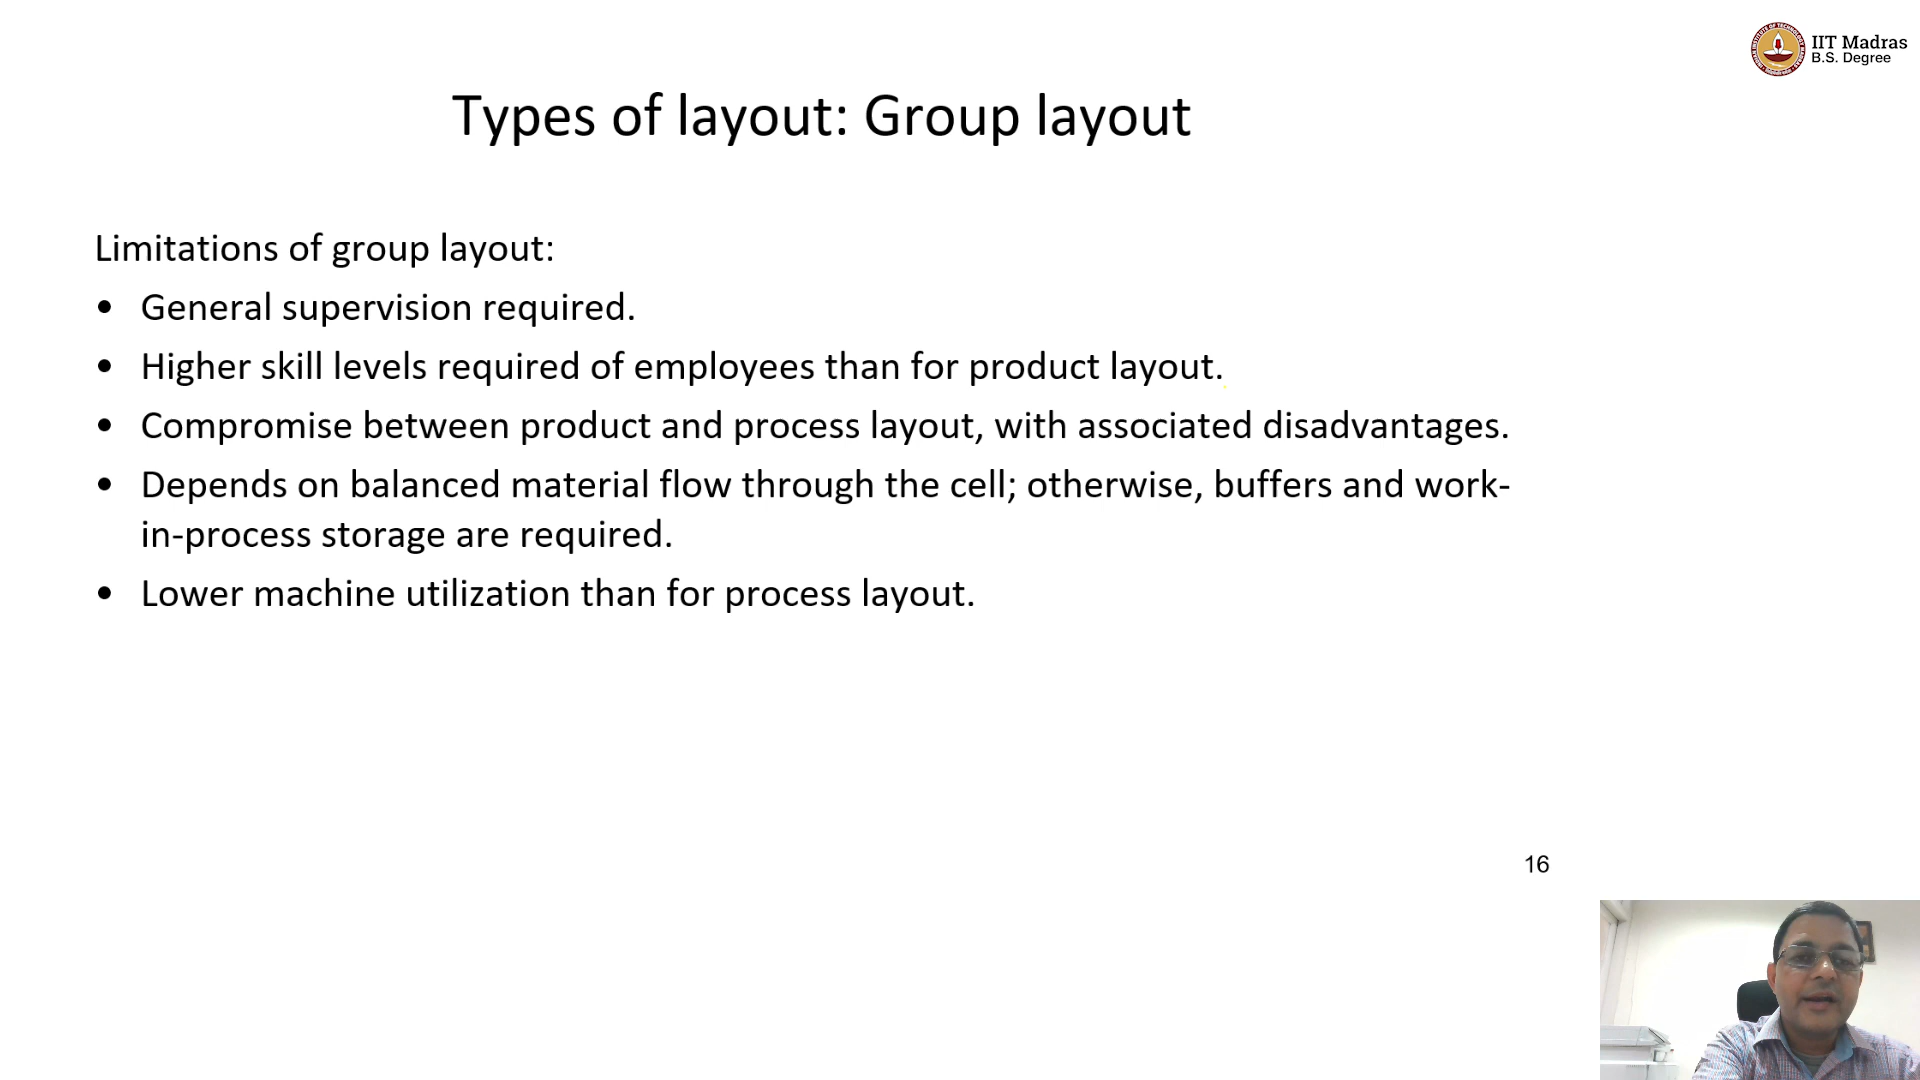 IIT Madras
B.S. Degree
Types of layout: Group layout
Limitations of group layout:
• General supervision required.
• Higher skill levels required of employees than for product layout.
• Compromise between product and process layout, with associated disadvantages.
• Depends on balanced material flow through the cell; otherwise, buffers and work-
in-process storage are required.
• Lower machine utilization than for process layout.
16